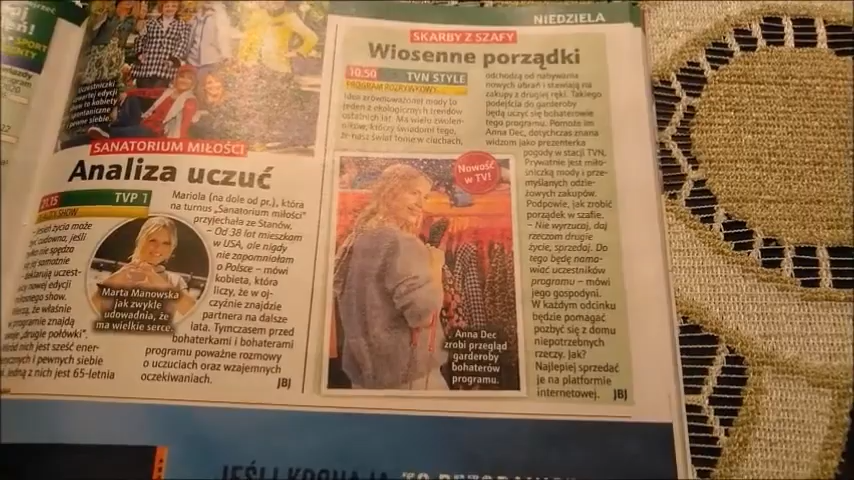 NIEDZIELA
SANATORIUM MIŁOŚCI
Analiza uczuć
21.15
TVP 1
Marta Manowska
jak zwykle
udowadnia, że
ma wielkie serce.
Mariola (na dole od pr.), która
na turnus „Sanatorium miłości"
przyjechała ze Stanów.
– Od 38 lat mieszkam
w USA, ale nigdy
nie zapomniałam
o Polsce – mówi
kobieta, która
liczy, że w oj-
czyźnie znajdzie
partnera na dalsze
lata. Tymczasem przed
bohaterkami i bohaterami
programu poważne rozmowy
o uczuciach oraz wzajemnych
oczekiwaniach.
JBJ
SKARBY Z SZAFY
Wiosenne porządki
10.50
TVN STYLE
PROGRAM ROZRYWKOWY
Idea zrównoważonej mody to
jeden z ekologicznych trendów
ostatnich lat. Ma wielu zwolen-
ników, którzy świadomi tego,
że nasz świat tonie w ciuchach,
odchodzą od nabywania
nowych ubrań i stawiają na
zakupy z drugiej ręki. Takiego
podejścia do garderoby
będą uczyć się bohaterowie
tego programu. Pomoże im
Anna Dec, dotychczas znana
widzom jako prezenterka
pogody w stacji TVN.
Prywatnie jest miło-
śniczką mody i prze-
myślanych odzie-
żowych zakupów.
Podpowie, jak zrobić
porządek w szafie.
– Nie wyrzucaj, daj
rzeczom drugie
życie, sprzedaj. Do
tego będę nama-
wiać uczestników
programu – mówi
jego gospodyni.
W każdym odcinku
będzie pomagać
pozbyć się z domu
niepotrzebnych
rzeczy. Jak?
Najlepiej sprzedać
je na platformie
internetowej.
JBJ
Nowość
w TV!
Anna Dec
zrobi przegląd
garderoby
bohaterów
programu.